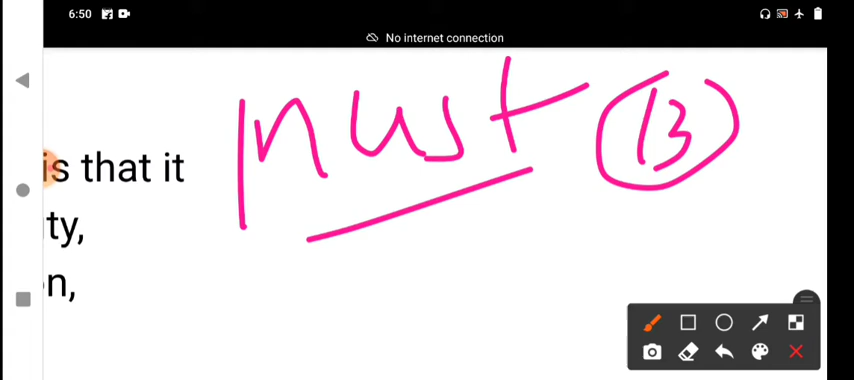 6:50
No internet connection
must 13
is that it
ty,
n,